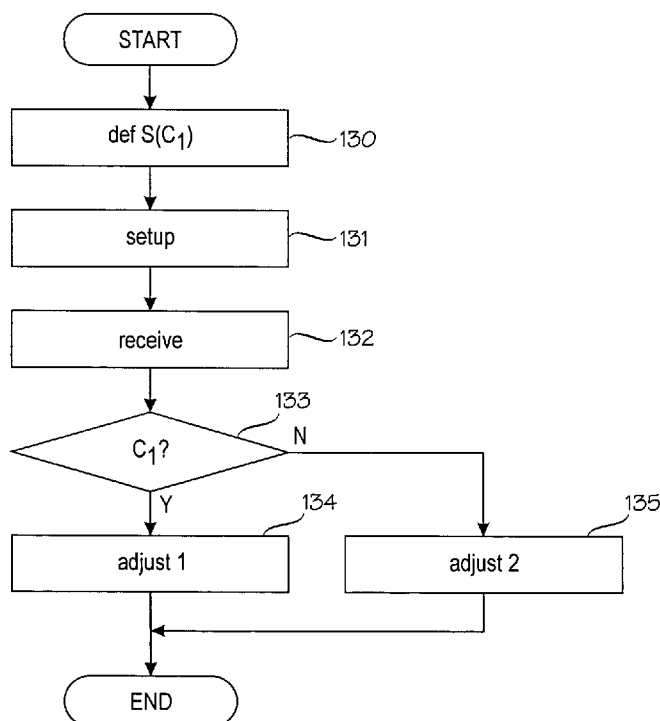 START
def S(C₁)
130
setup
131
receive
132
133
C₁?
N
Y
134
135
adjust 1
adjust 2
END